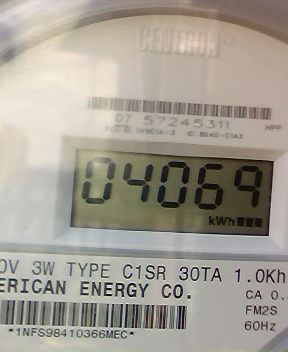 CENTRON
07 57245311
04069
kWh
0V 3W TYPE C1SR 30TA 1.0Kh
ERICAN ENERGY CO.
CA 0.
FM2S
60Hz
*1NFS98410366MEC*